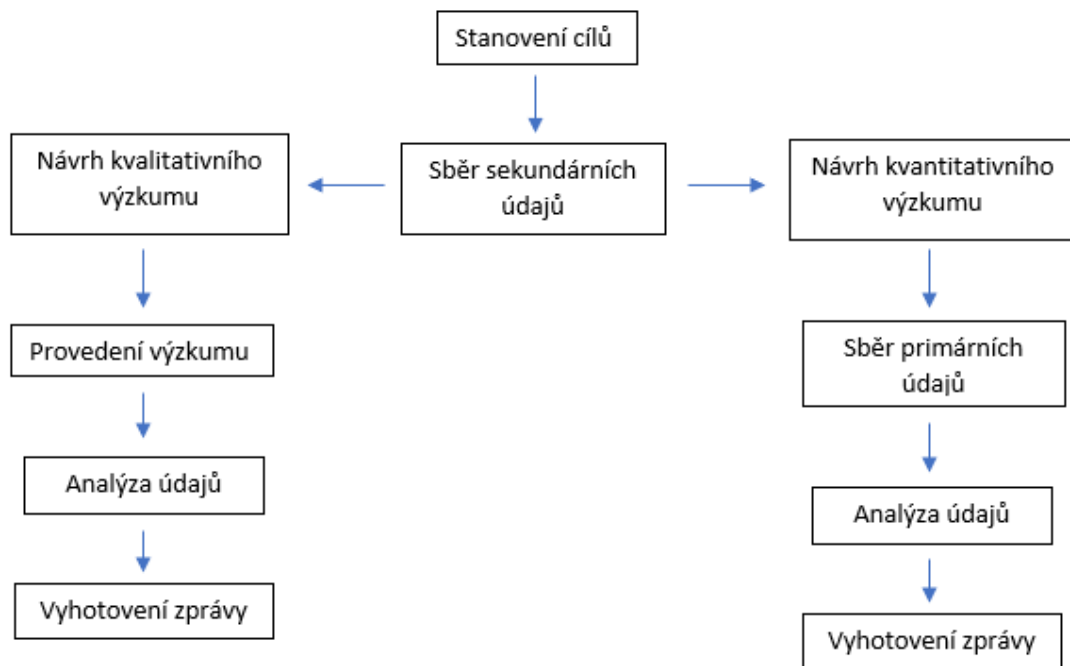 Stanovení cílů
Návrh kvalitativního
výzkumu
Sběr sekundárních
údajů
Návrh kvantitativního
výzkumu
Provedení výzkumu
Sběr primárních
údajů
Analýza údajů
Analýza údajů
Vyhotovení zprávy
Vyhotovení zprávy